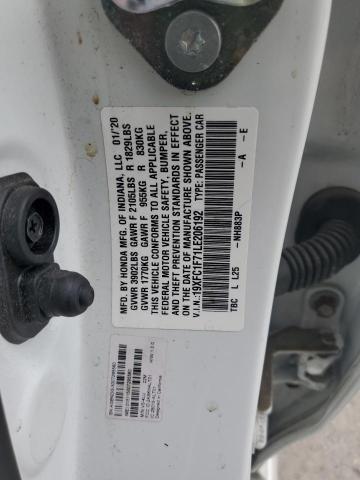 MFD. BY HONDA MFG. OF INDIANA, LLC 01/'20
GVWR 3902LBS GAWR F 2105LBS R 1829LBS
GVWR 1770KG GAWR F 955KG R 830KG
THIS VEHICLE CONFORMS TO ALL APPLICABLE
FEDERAL MOTOR VEHICLE SAFETY, BUMPER,
AND THEFT PREVENTION STANDARDS IN EFFECT
ON THE DATE OF MANUFACTURE SHOWN ABOVE.
V.I.N.:19XFC1F71LE206192 TYPE: PASSENGER CAR
NH883P -A -E
TBC L L25